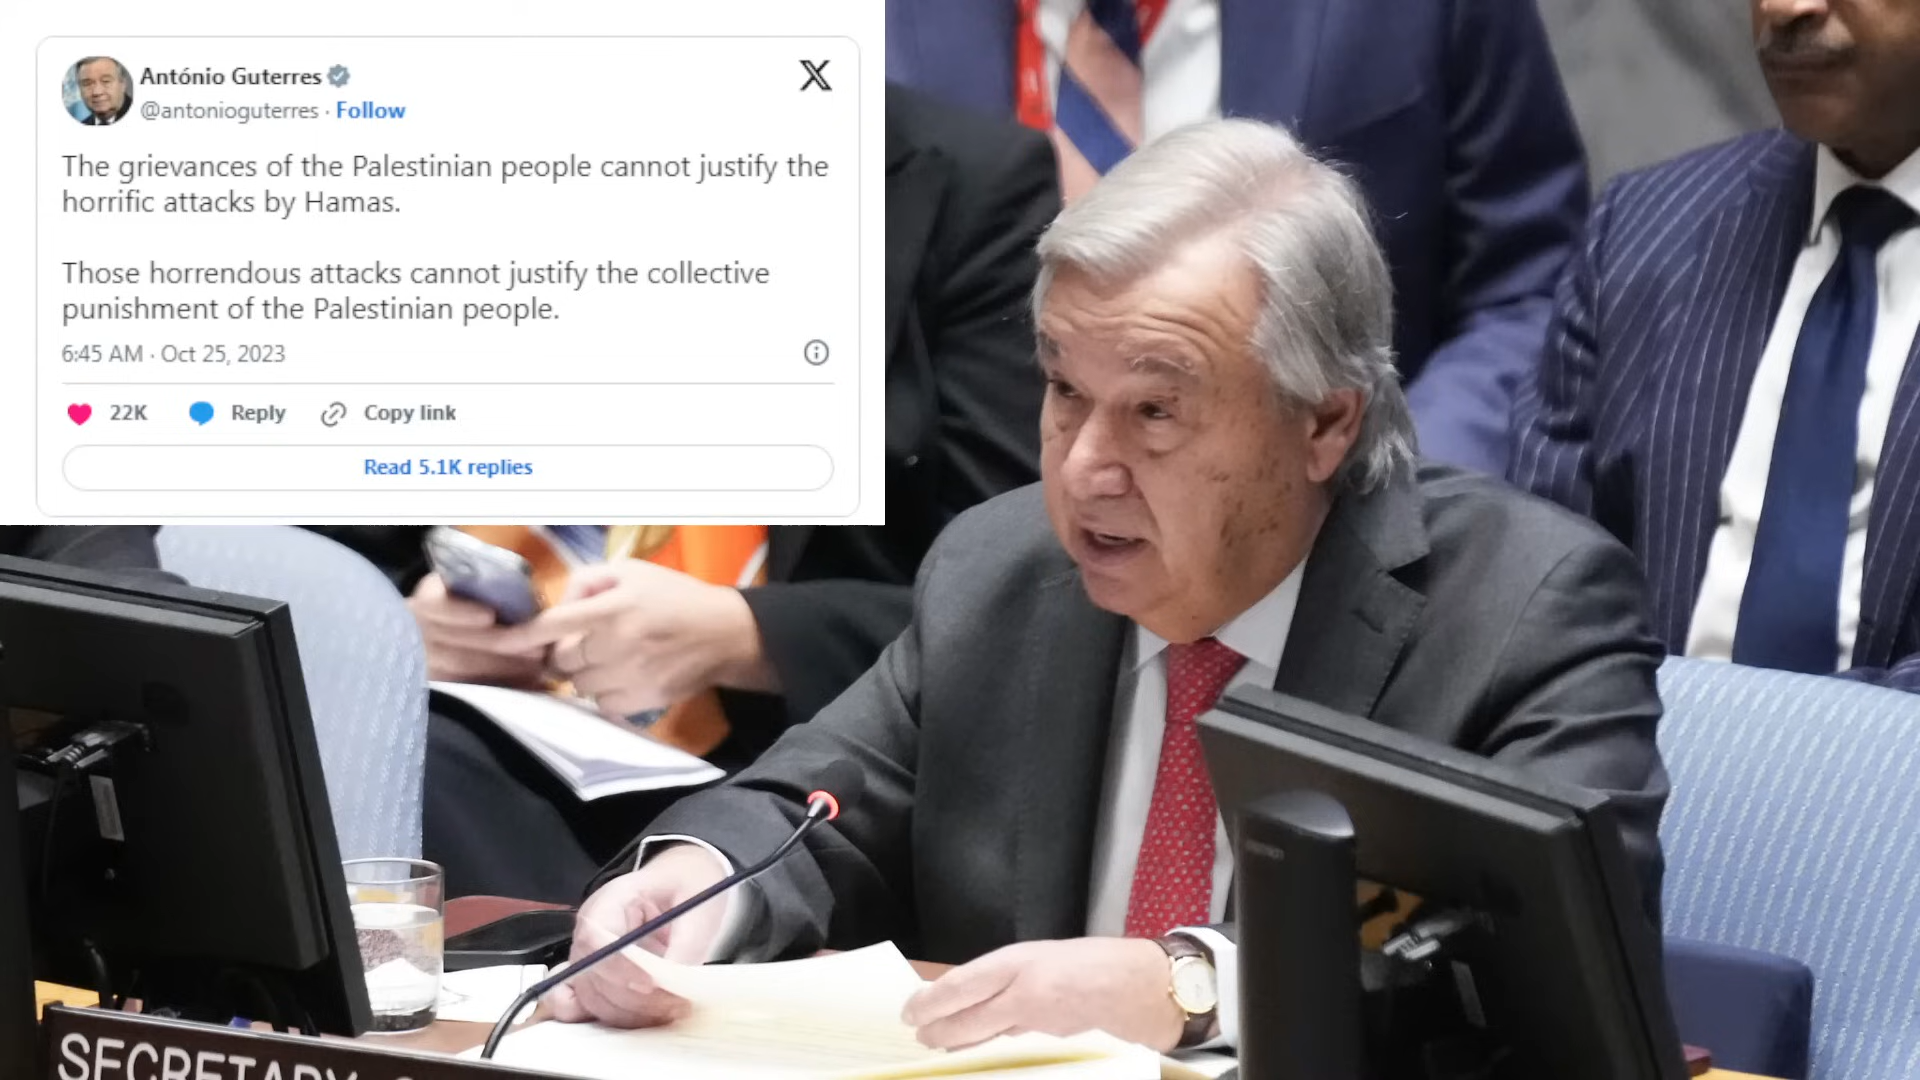 António Guterres
@antonioguterres · Follow
X
The grievances of the Palestinian people cannot justify the
horrific attacks by Hamas.
Those horrendous attacks cannot justify the collective
punishment of the Palestinian people.
6:45 AM · Oct 25, 2023
22K Reply Copy link
Read 5.1K replies
SECRETARY